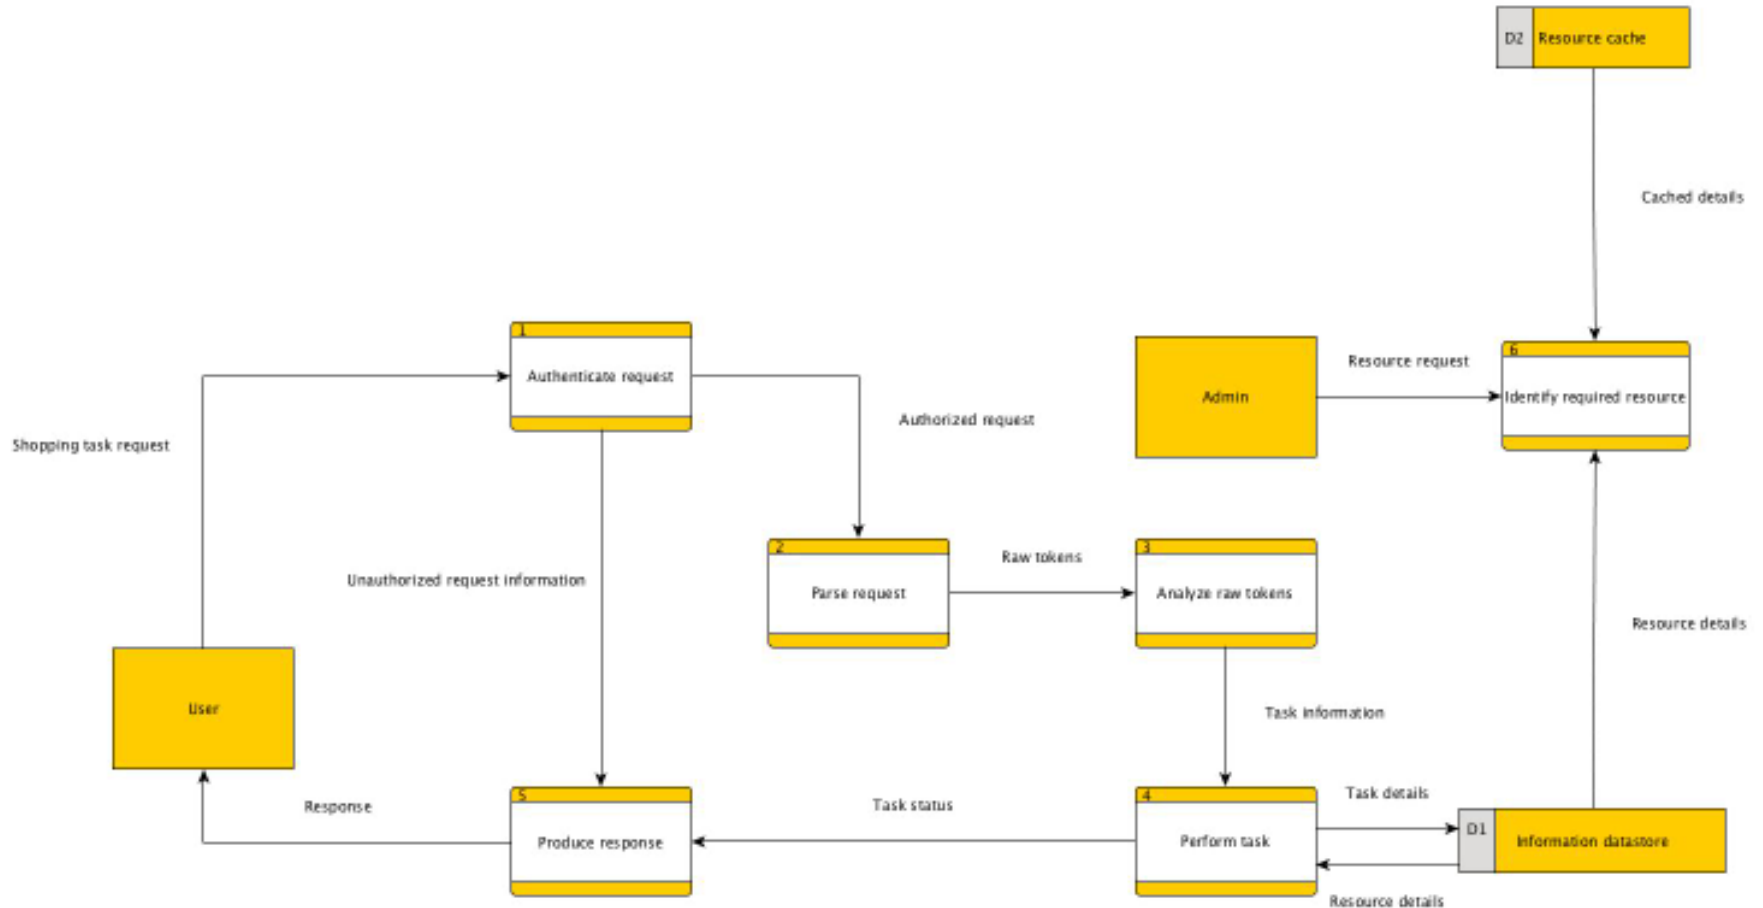 D2 Resource cache
Cached details
1
Authenticate request
Admin
Resource request
6
Identify required resource
Authorized request
Shopping task request
2
Parse request
Raw tokens
3
Analyze raw tokens
Unauthorized request information
Resource details
User
Task information
Response
5
Produce response
Task status
4
Perform task
Task details
D1 Information datastore
Resource details